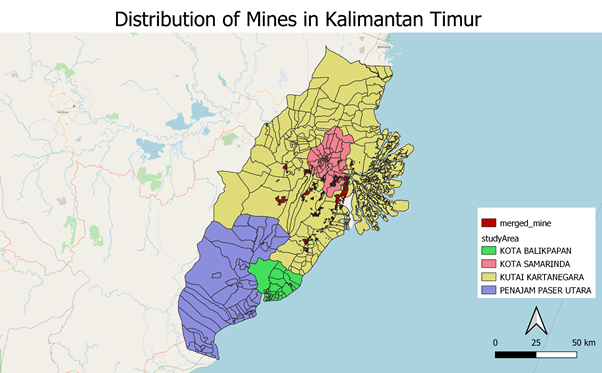 Distribution of Mines in Kalimantan Timur
merged_mine
studyArea
KOTA BALIKPAPAN
KOTA SAMARINDA
KUTAI KARTANEGARA
PENAJAM PASER UTARA
0 25 50 km